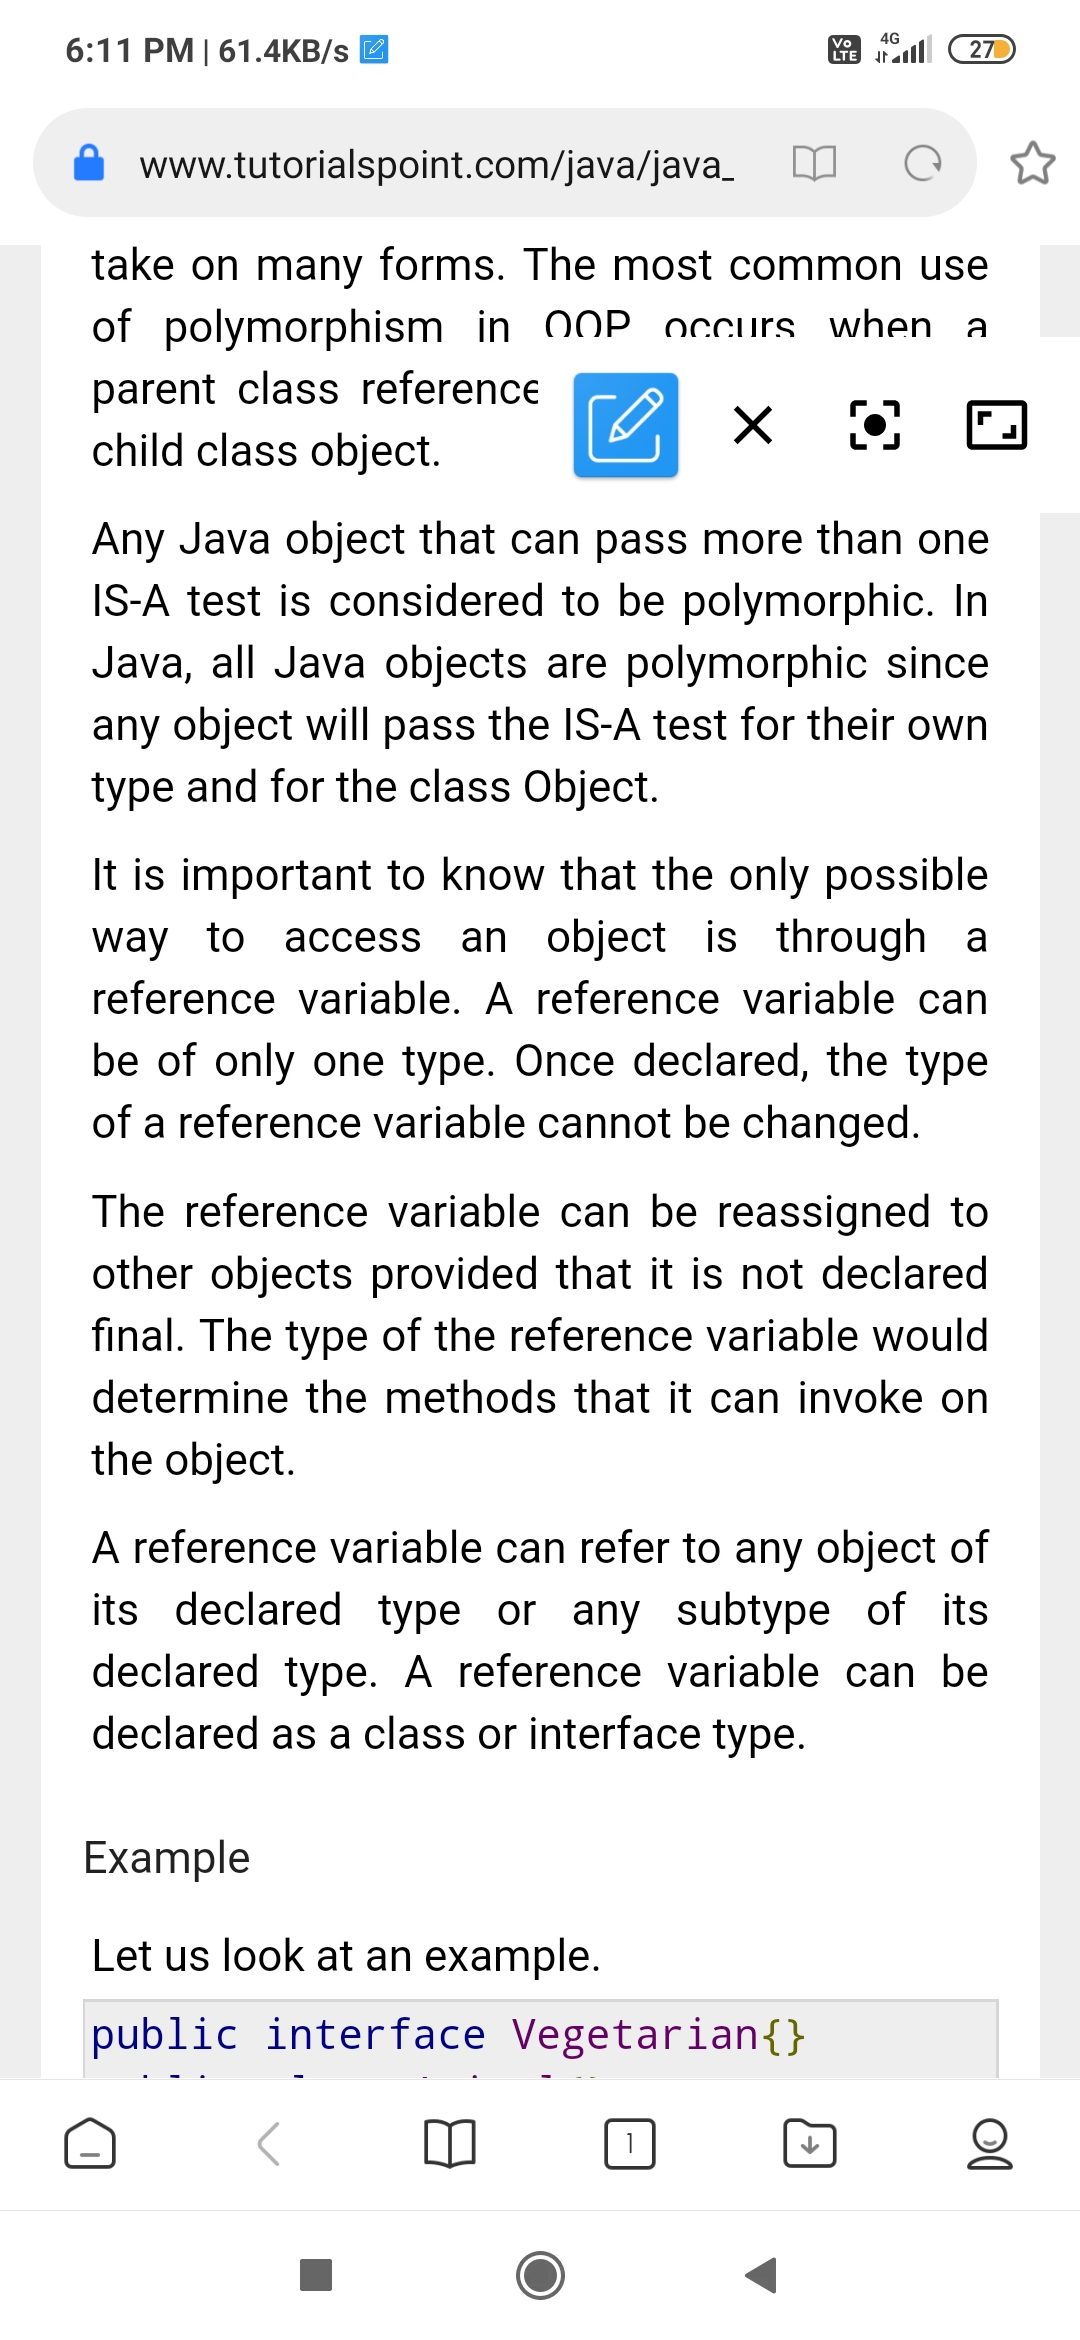 6:11 PM | 61.4KB/s
Vo LTE 4G 27
www.tutorialspoint.com/java/java_
take on many forms. The most common use
of polymorphism in OOP occurs when a
parent class reference
child class object.
Any Java object that can pass more than one
IS-A test is considered to be polymorphic. In
Java, all Java objects are polymorphic since
any object will pass the IS-A test for their own
type and for the class Object.
It is important to know that the only possible
way to access an object is through a
reference variable. A reference variable can
be of only one type. Once declared, the type
of a reference variable cannot be changed.
The reference variable can be reassigned to
other objects provided that it is not declared
final. The type of the reference variable would
determine the methods that it can invoke on
the object.
A reference variable can refer to any object of
its declared type or any subtype of its
declared type. A reference variable can be
declared as a class or interface type.
Example
Let us look at an example.
public interface Vegetarian{}
1